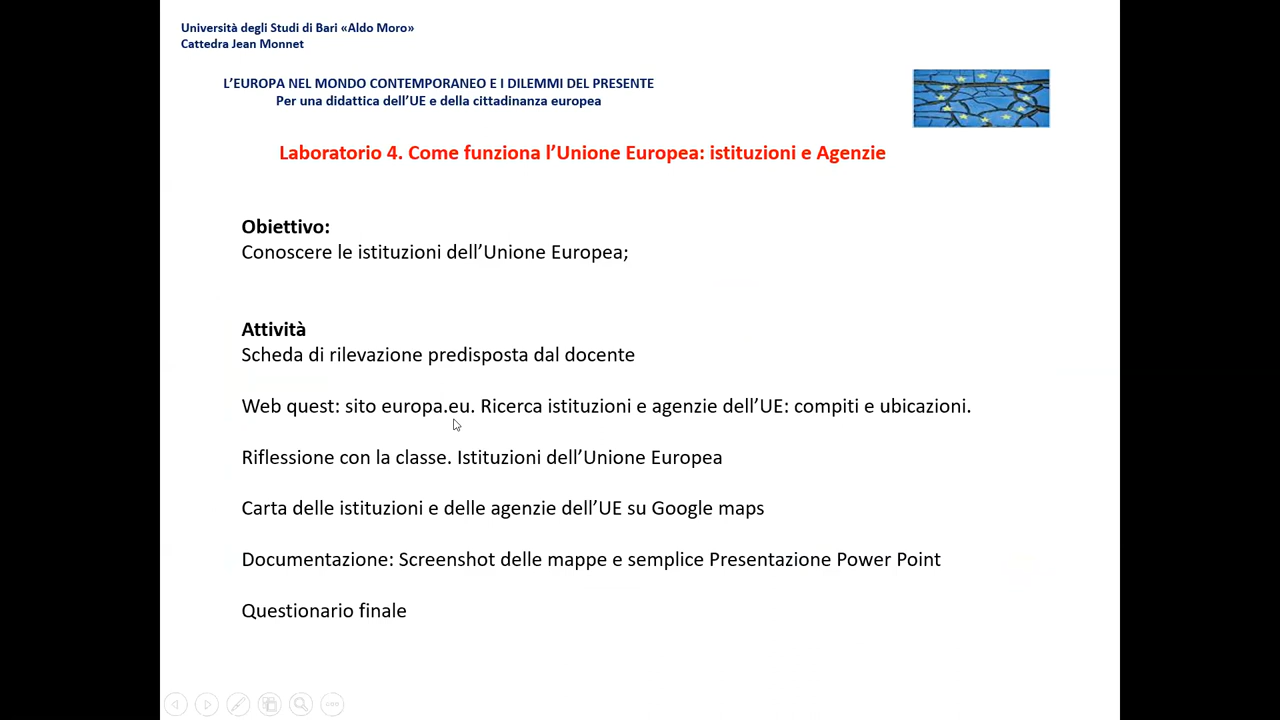 Università degli Studi di Bari «Aldo Moro»
Cattedra Jean Monnet
L’EUROPA NEL MONDO CONTEMPORANEO E I DILEMMI DEL PRESENTE
Per una didattica dell’UE e della cittadinanza europea
Laboratorio 4. Come funziona l’Unione Europea: istituzioni e Agenzie
Obiettivo:
Conoscere le istituzioni dell’Unione Europea;
Attività
Scheda di rilevazione predisposta dal docente
Web quest: sito europa.eu. Ricerca istituzioni e agenzie dell’UE: compiti e ubicazioni.
Riflessione con la classe. Istituzioni dell’Unione Europea
Carta delle istituzioni e delle agenzie dell’UE su Google maps
Documentazione: Screenshot delle mappe e semplice Presentazione Power Point
Questionario finale